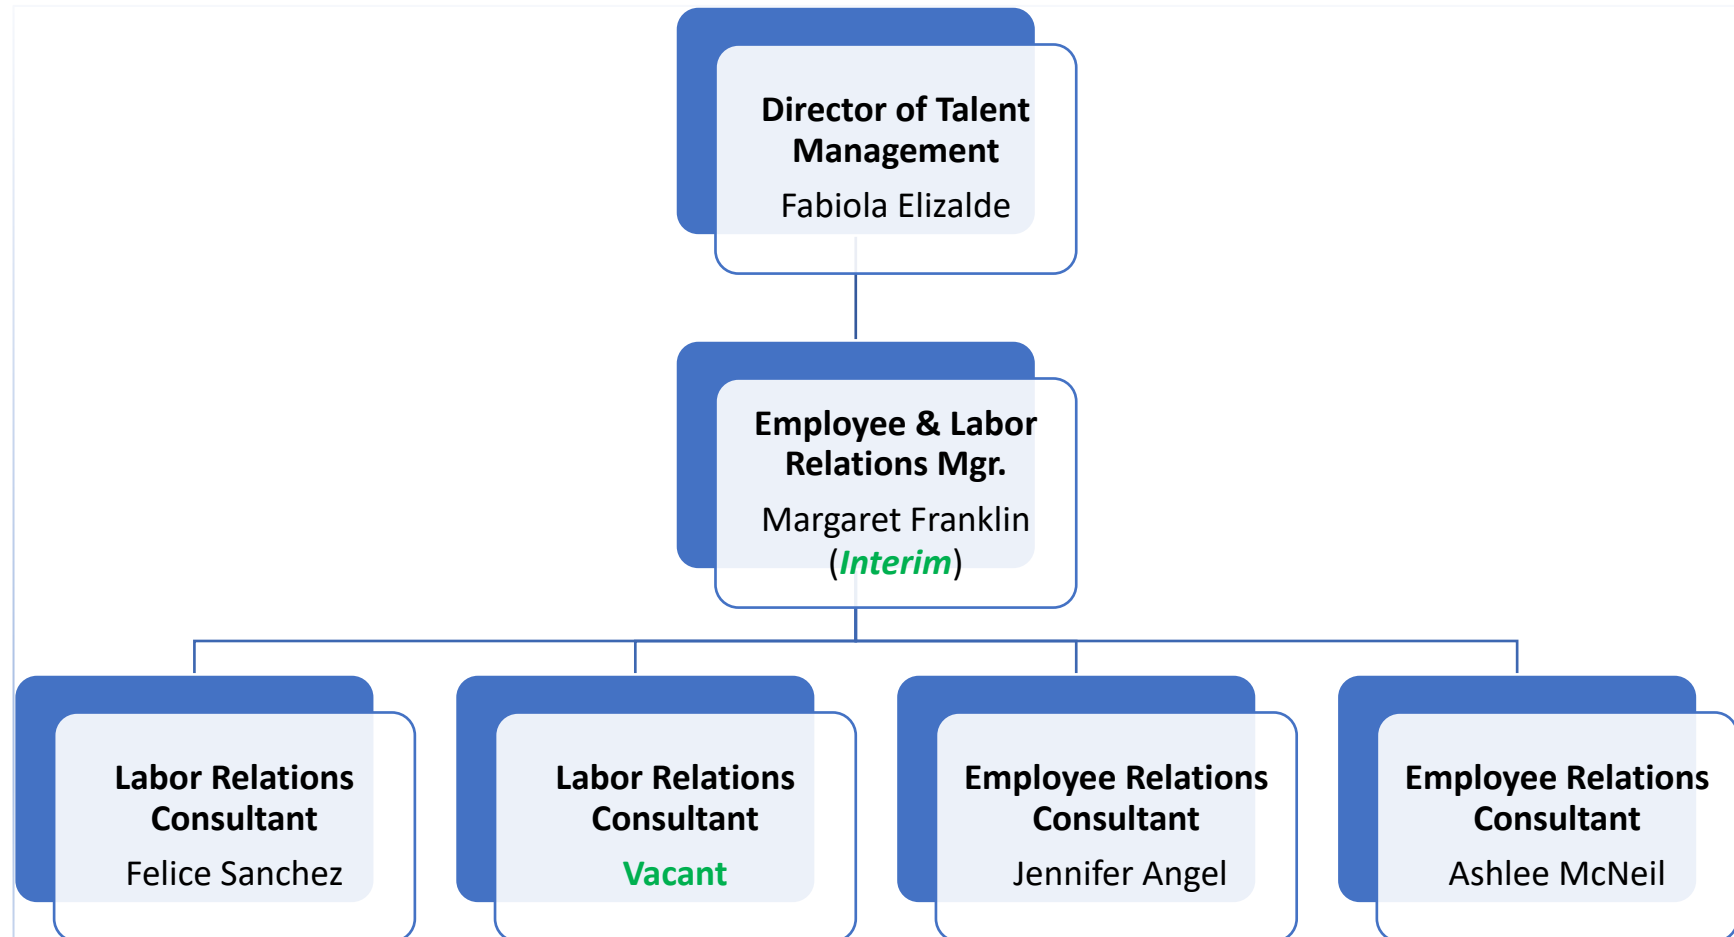 Director of Talent
Management
Fabiola Elizalde
Employee & Labor
Relations Mgr.
Margaret Franklin
(Interim)
Labor Relations
Consultant
Felice Sanchez
Labor Relations
Consultant
Vacant
Employee Relations
Consultant
Jennifer Angel
Employee Relations
Consultant
Ashlee McNeil